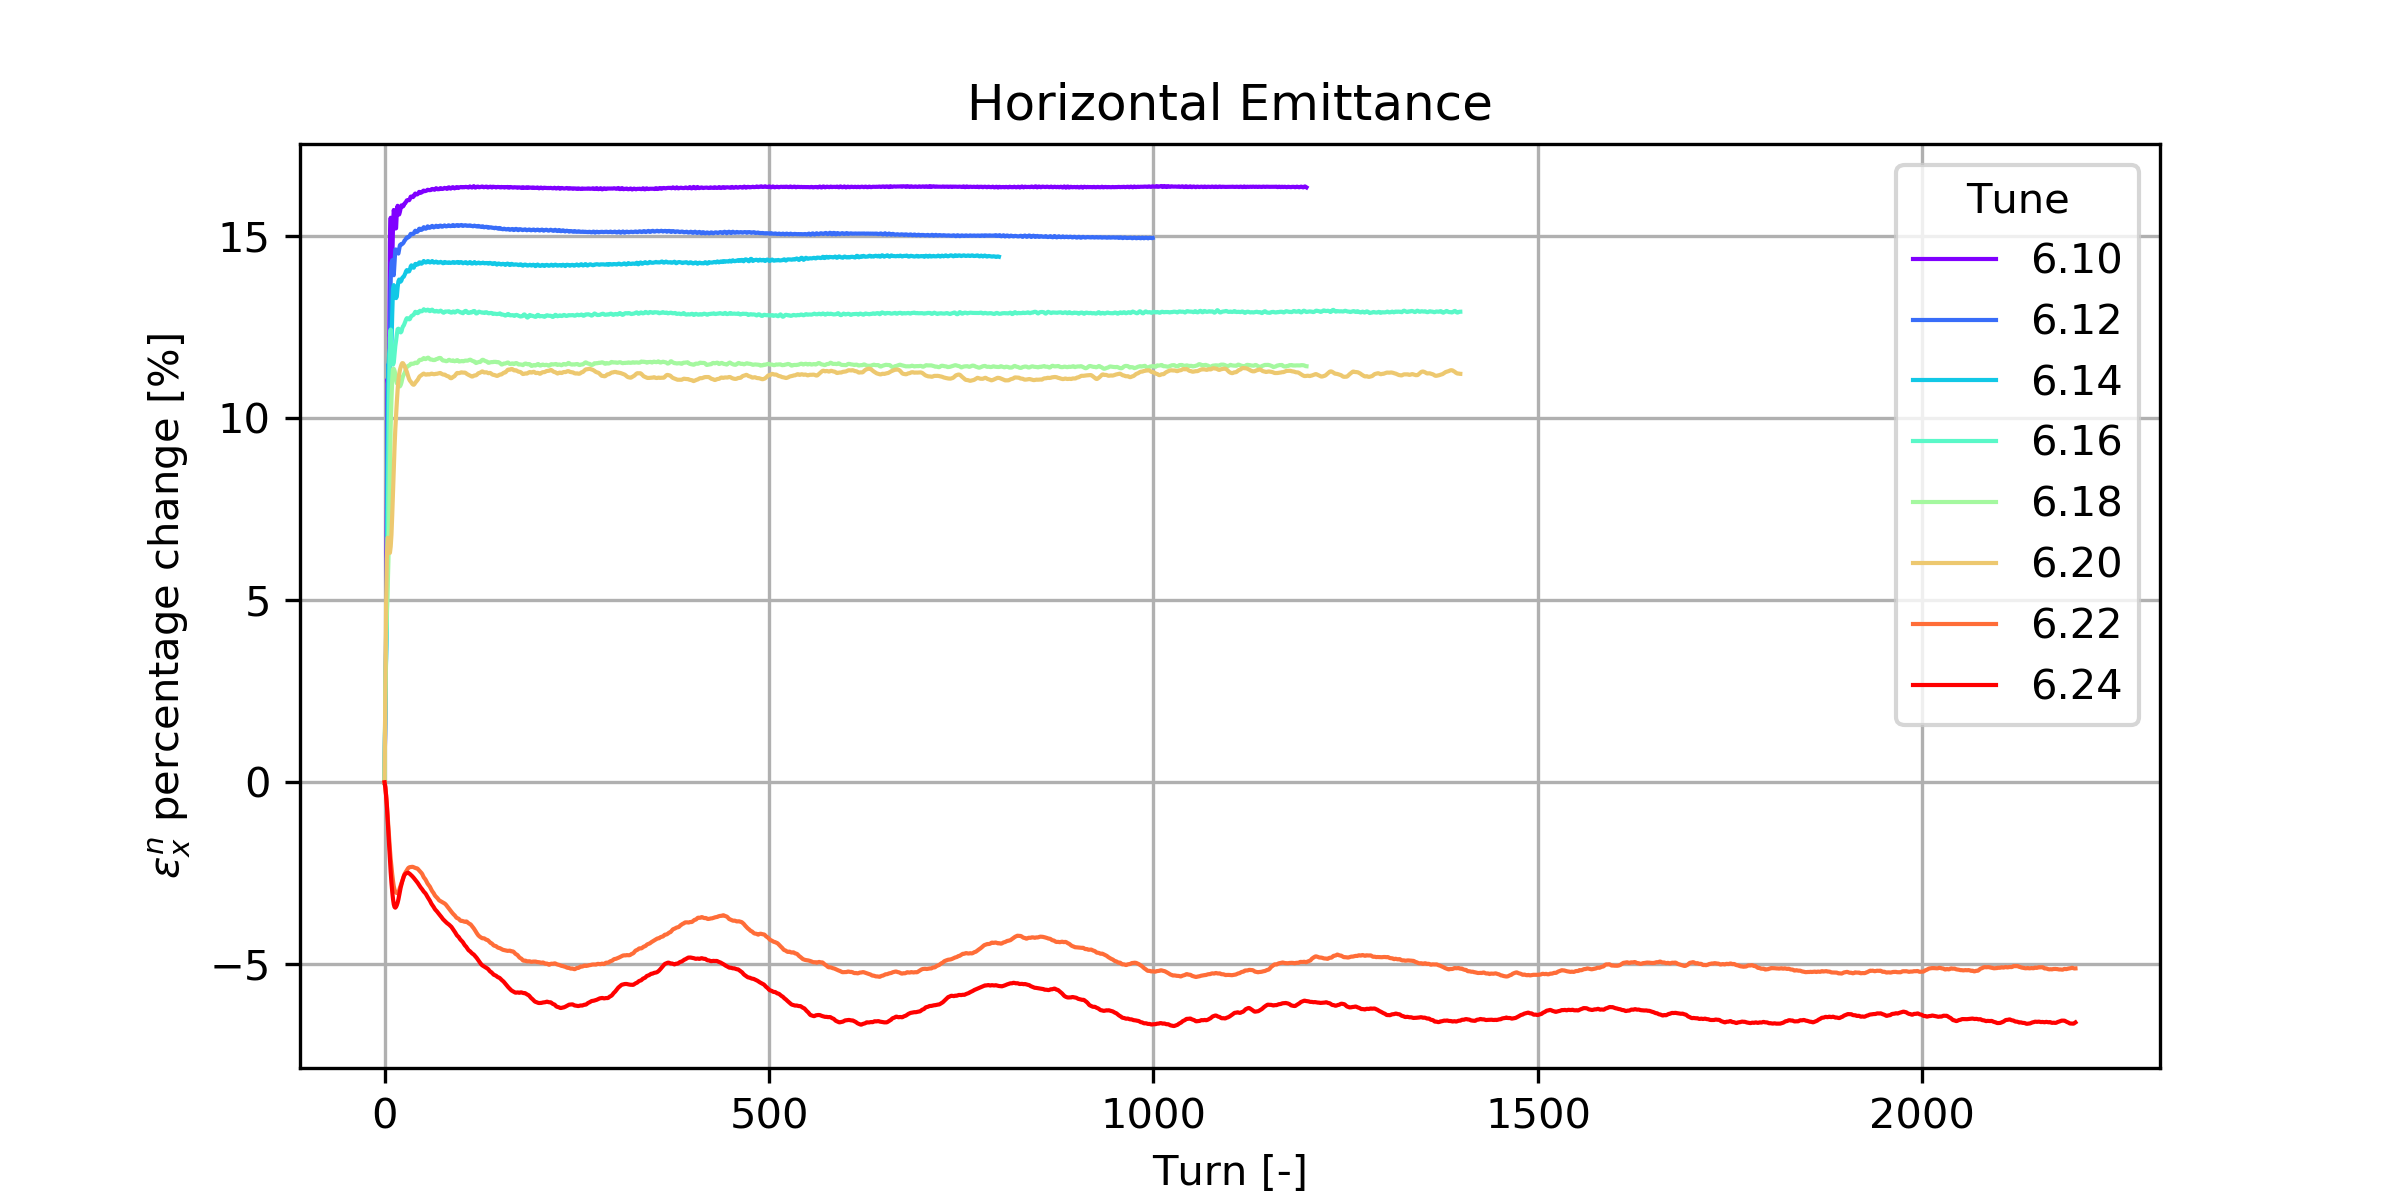 Horizontal Emittance
εₓⁿ percentage change [%]
15
10
5
0
−5
0 500 1000 1500 2000
Turn [-]
Tune
6.10
6.12
6.14
6.16
6.18
6.20
6.22
6.24